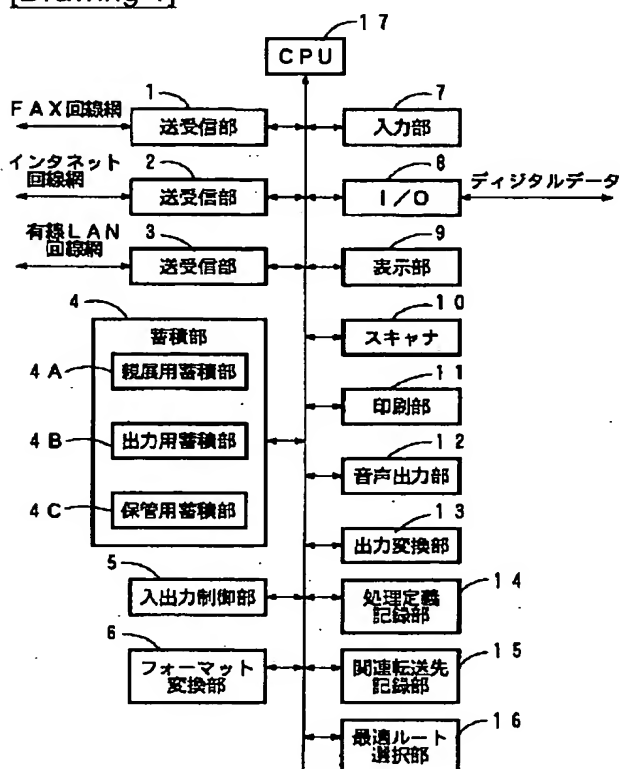 [Drawing 1]
17
CPU
1
FAX回線網
送受信部
7
入力部
2
インタネット
回線網
送受信部
8
I/O
ディジタルデータ
3
有線LAN
回線網
送受信部
9
表示部
4
蓄積部
4A
親展用蓄積部
4B
出力用蓄積部
4C
保管用蓄積部
10
スキャナ
11
印刷部
12
音声出力部
13
出力変換部
5
入出力制御部
14
処理定義
記録部
6
フォーマット
変換部
15
関連転送先
記録部
16
最適ルート
選択部